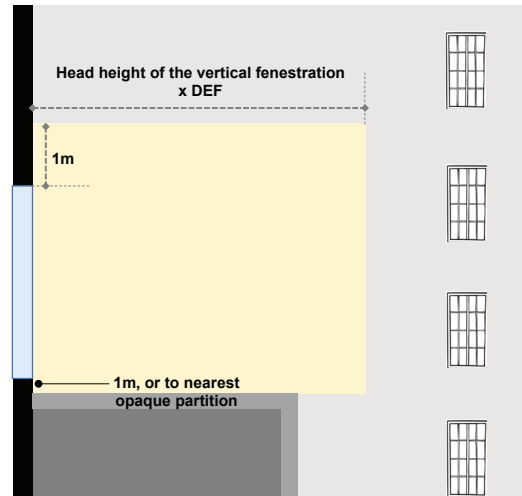 Head height of the vertical fenestration
x DEF
1m
1m, or to nearest
opaque partition